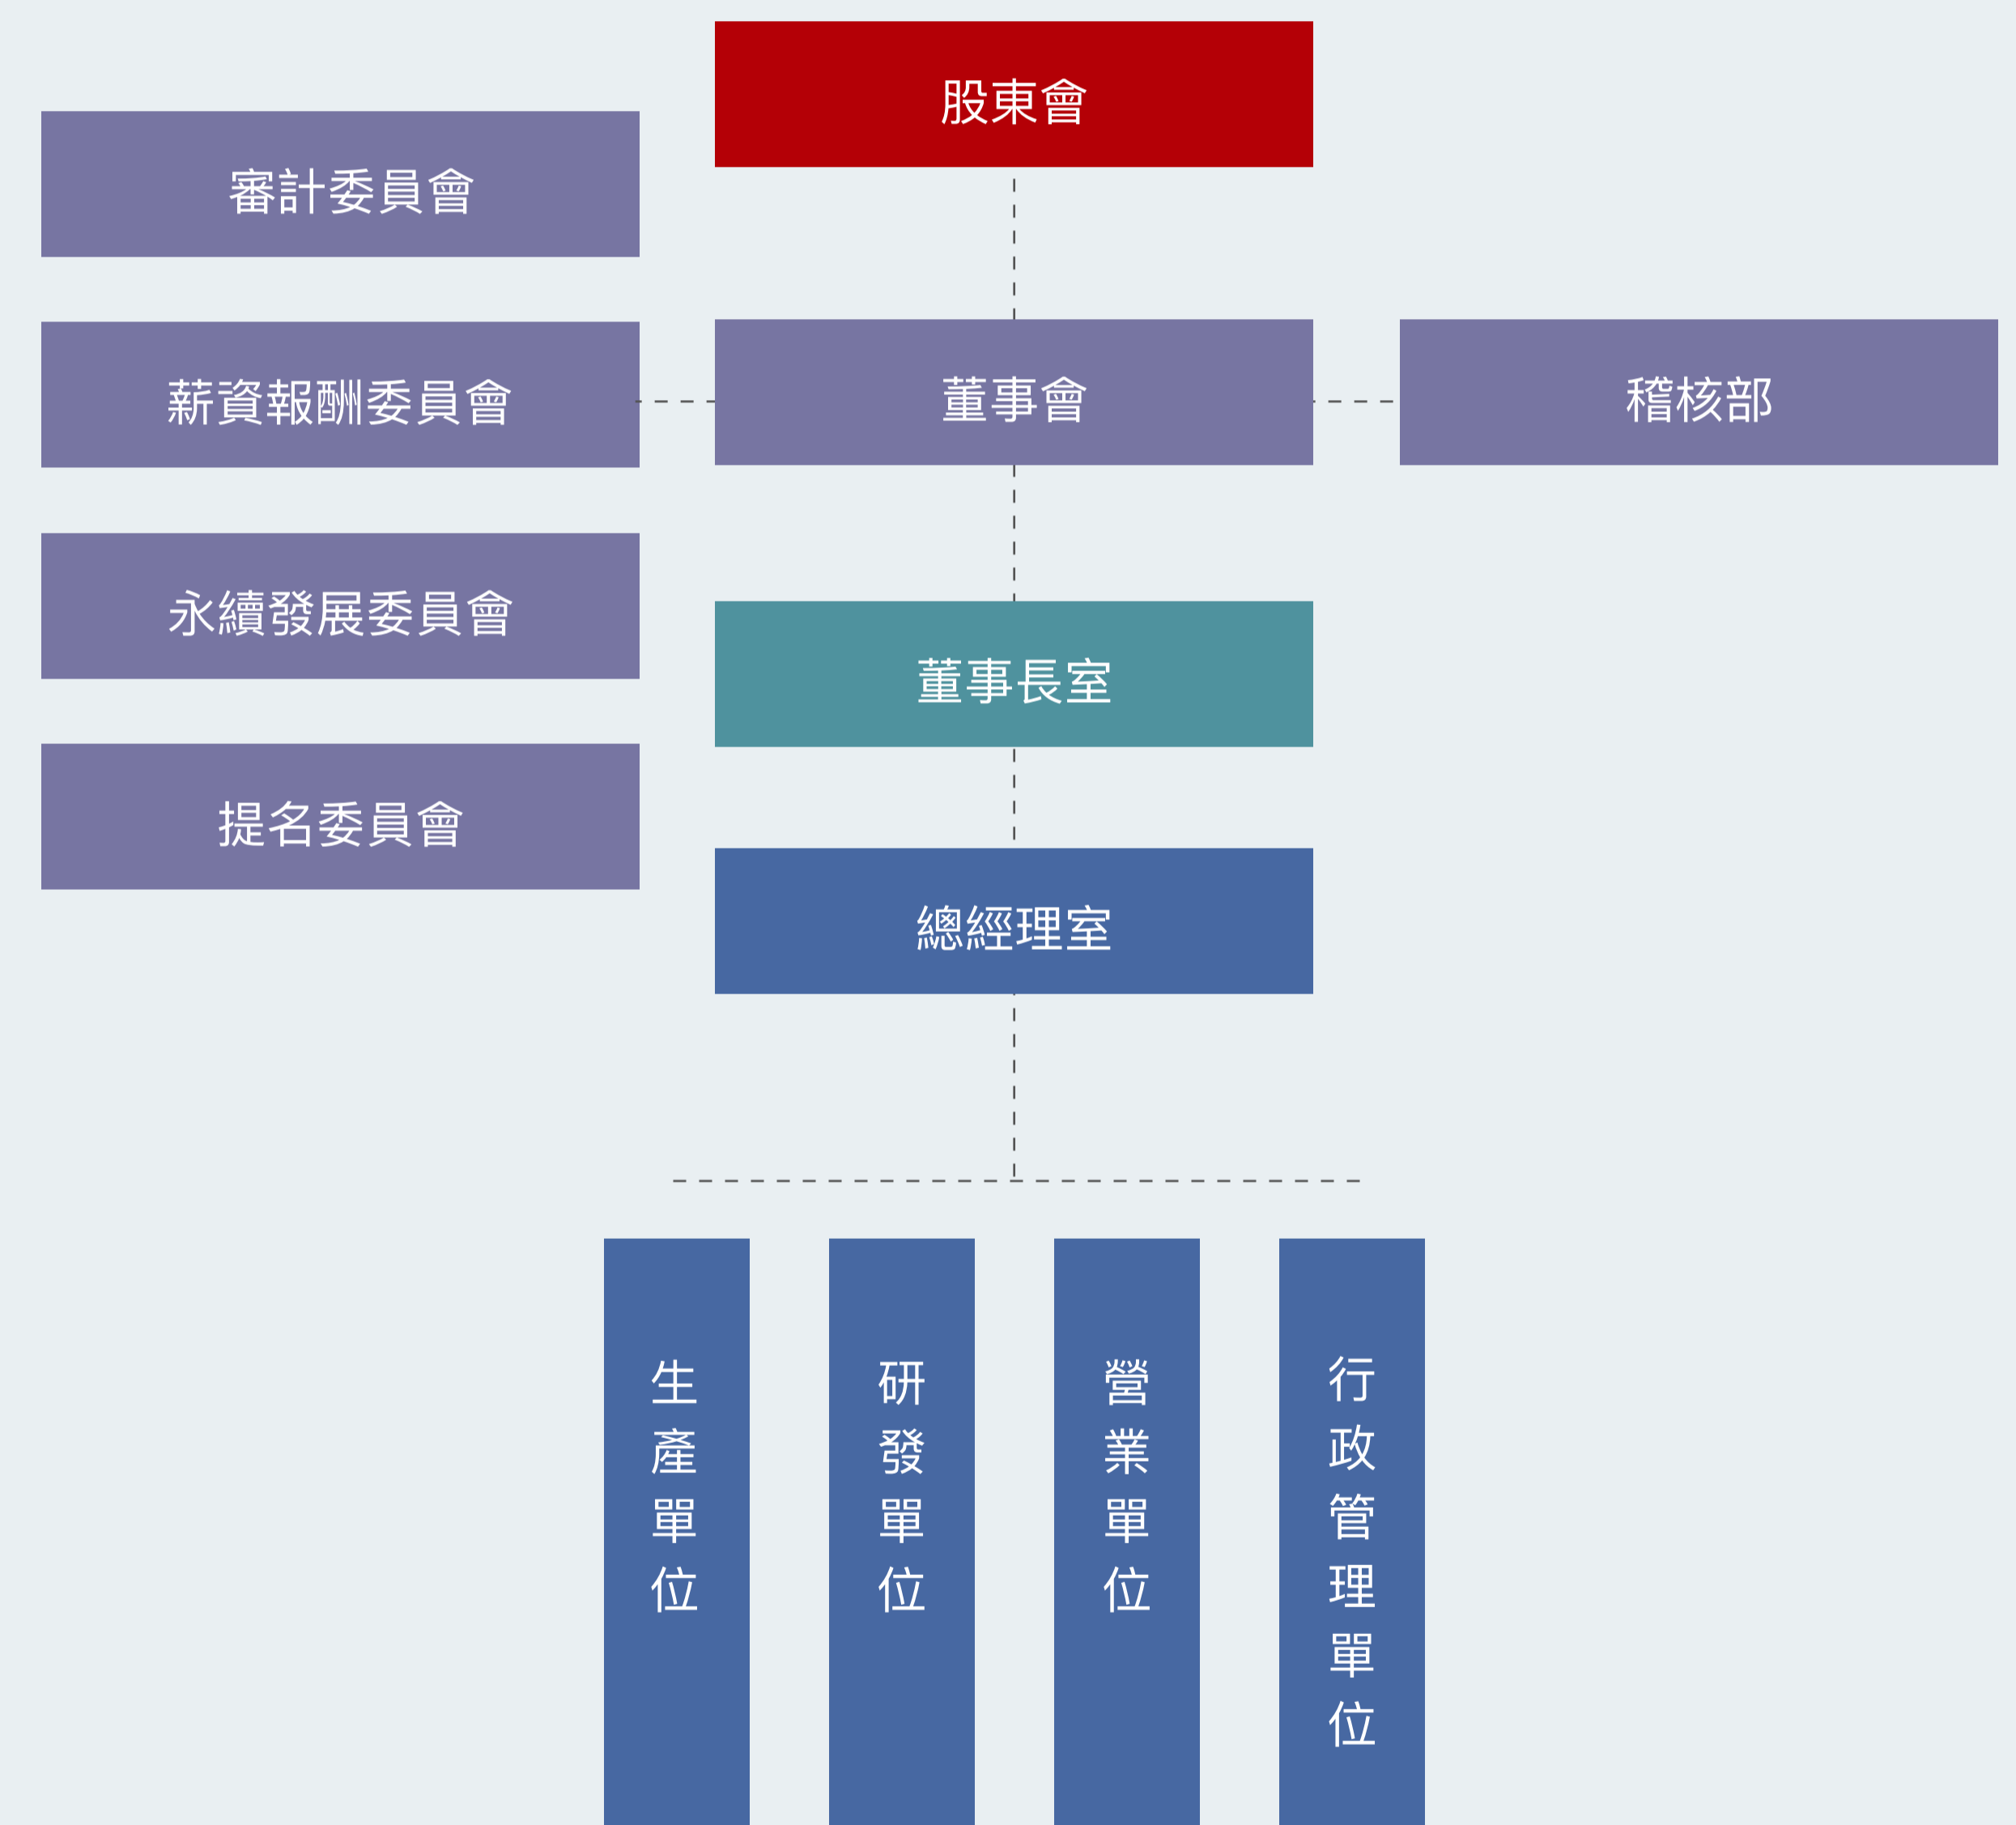 股東會
審計委員會
薪資報酬委員會
董事會
稽核部
永續發展委員會
董事長室
提名委員會
總經理室
生產單位
研發單位
營業單位
行政管理單位